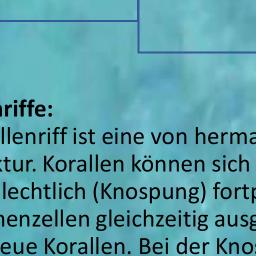 nriffe:
llenriff ist eine von herma
ktur. Korallen können sich
lechtlich (Knospung) fortp
nenzellen gleichzeitig ausg
eue Korallen. Bei der Knos